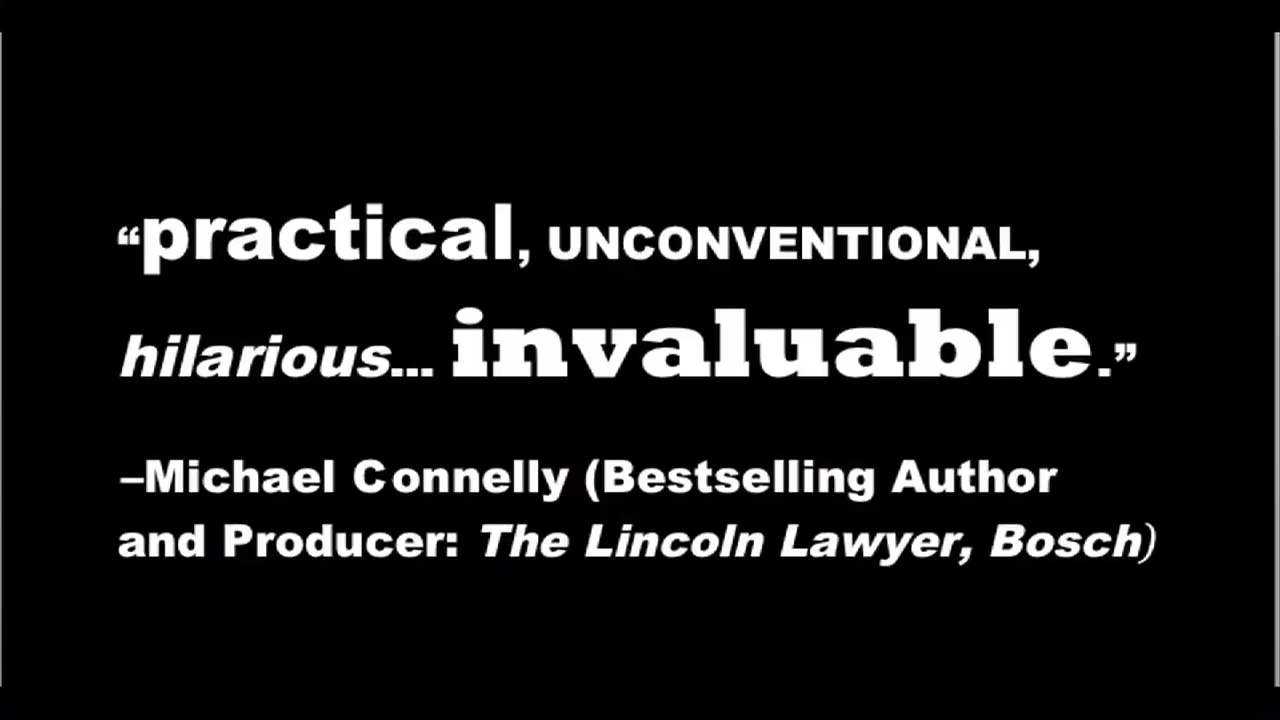 “practical, UNCONVENTIONAL,
hilarious... invaluable.”
–Michael Connelly (Bestselling Author
and Producer: The Lincoln Lawyer, Bosch)